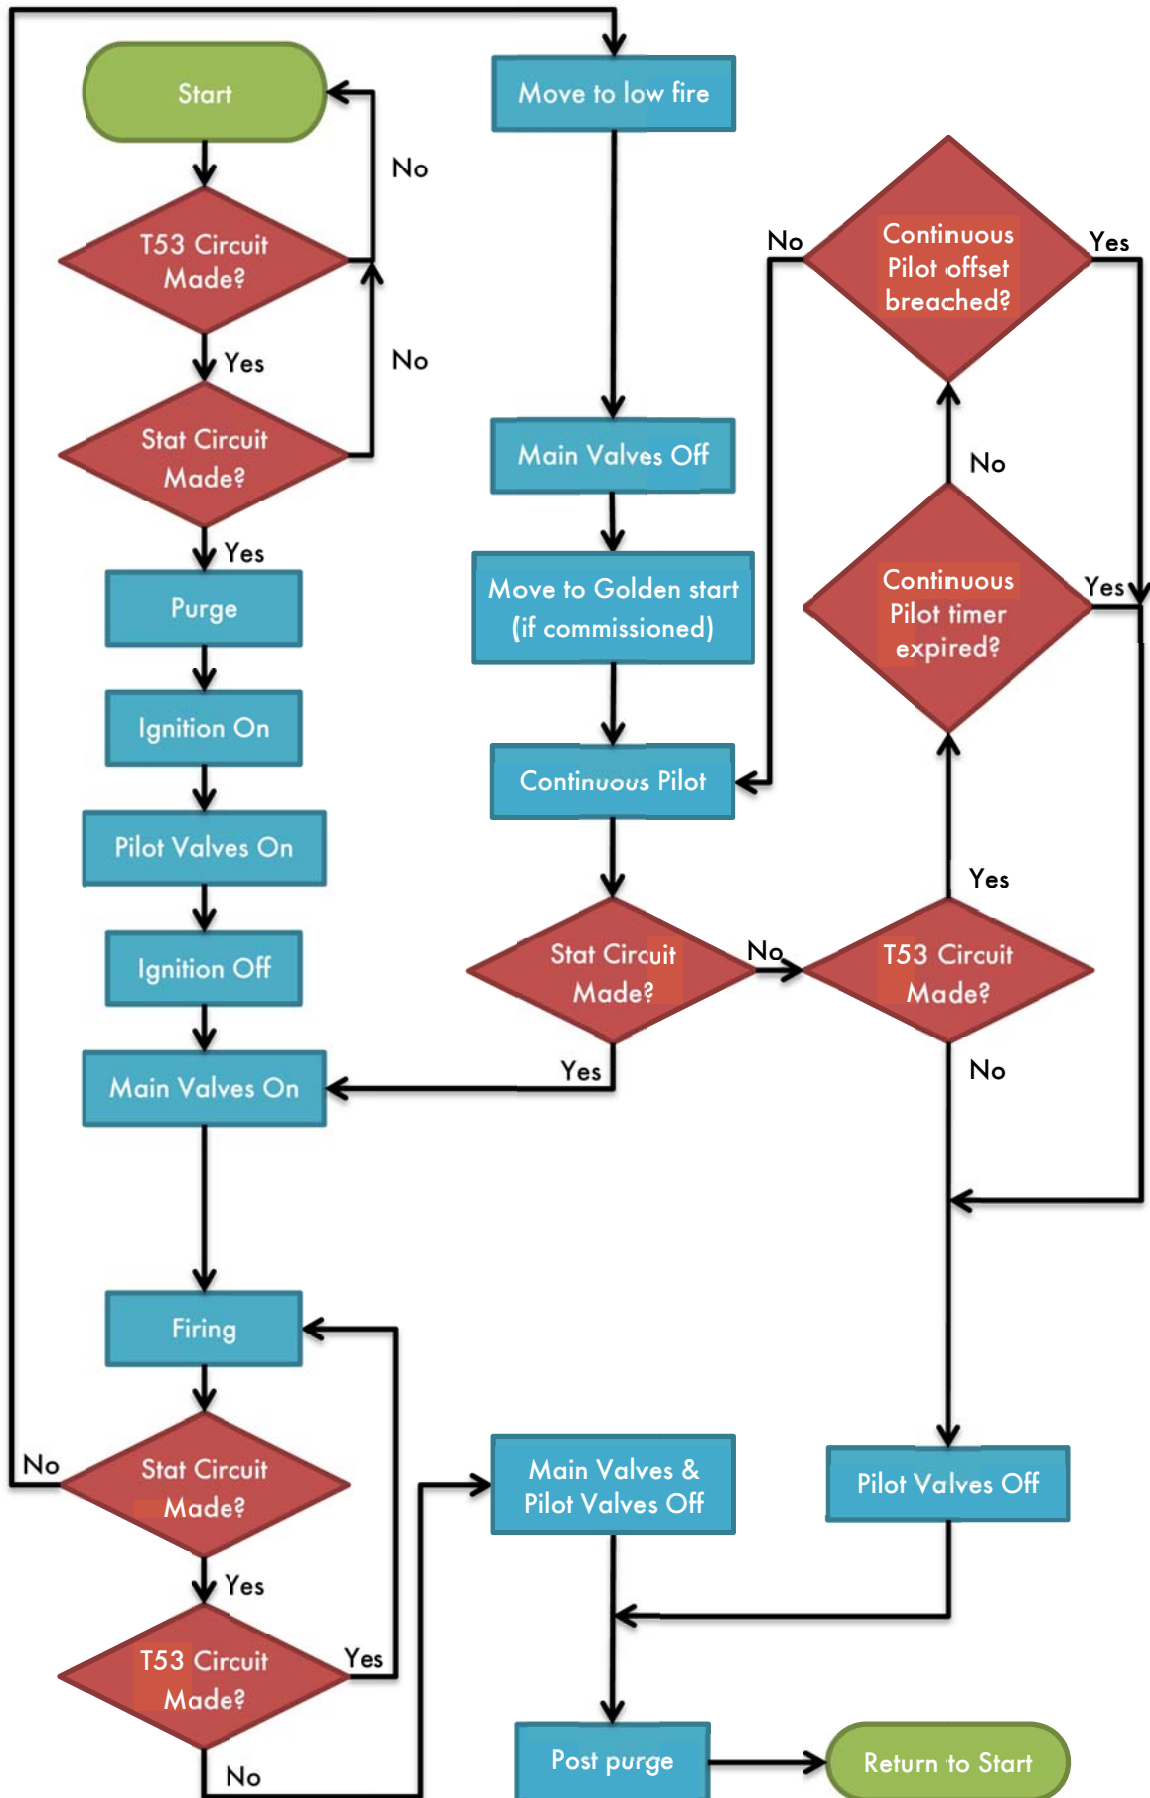 Start
No
T53 Circuit
Made?
Yes
No
Stat Circuit
Made?
Yes
Purge
Ignition On
Pilot Valves On
Ignition Off
Main Valves On
Firing
No
Stat Circuit
Made?
Yes
T53 Circuit
Made?
Yes
No
Move to low fire
Main Valves Off
Move to Golden start
(if commissioned)
Continuous Pilot
Stat Circuit
Made?
No
Yes
Main Valves &
Pilot Valves Off
Post purge
No
Continuous
Pilot offset
breached?
Yes
No
Continuous
Pilot timer
expired?
Yes
Yes
T53 Circuit
Made?
No
Pilot Valves Off
Return to Start